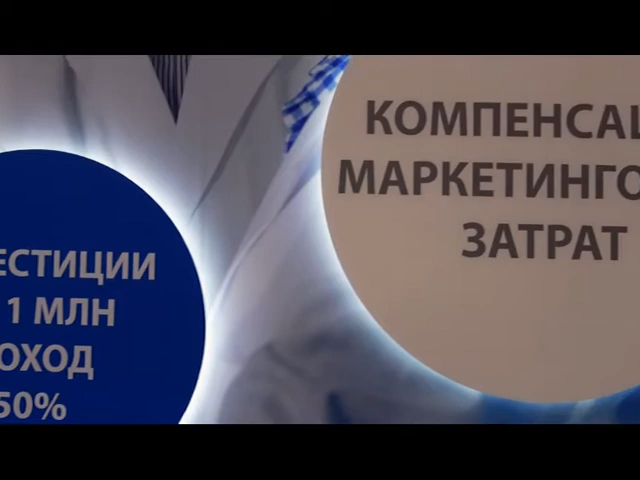 КОМПЕНСАЦ
МАРКЕТИНГО
ЗАТРАТ
ЕСТИЦИИ
1 МЛН
ОХОД
50%